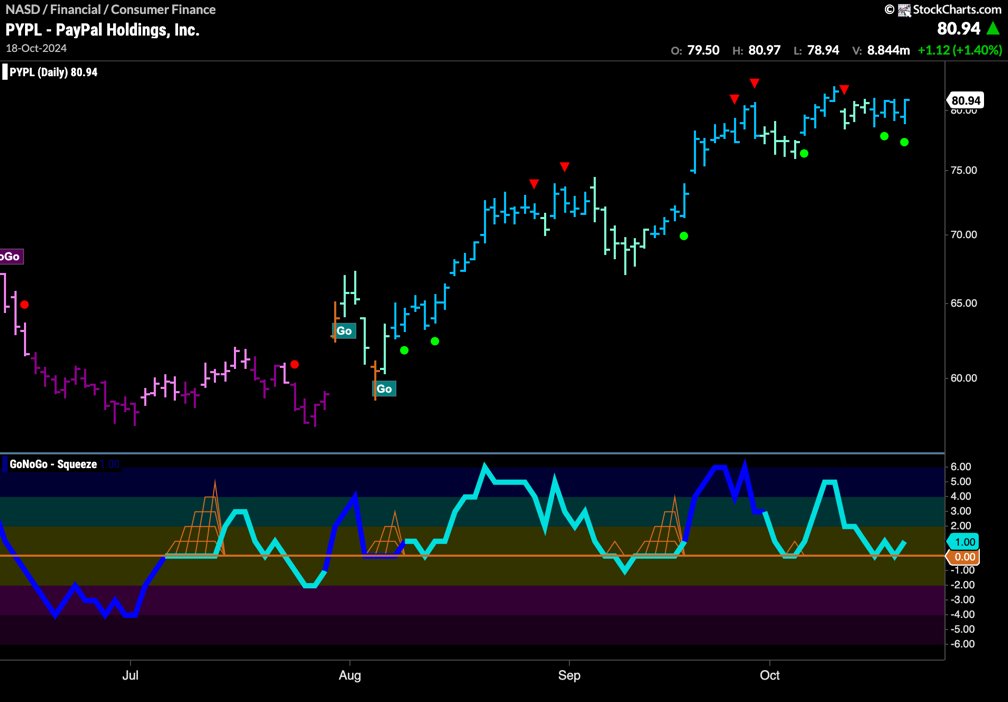 NASD / Financial / Consumer Finance
© StockCharts.com
PYPL - PayPal Holdings, Inc.
80.94
18-Oct-2024
O: 79.50 H: 80.97 L: 78.94 V: 8.844m +1.12 (+1.40%)
PYPL (Daily) 80.94
80.94
80.00
75.00
70.00
oGo
65.00
Go
60.00
Go
GoNoGo - Squeeze 1.00
6.00
5.00
4.00
3.00
2.00
1.00
0.00
-1.00
-2.00
-3.00
-4.00
-5.00
-6.00
Jul
Aug
Sep
Oct